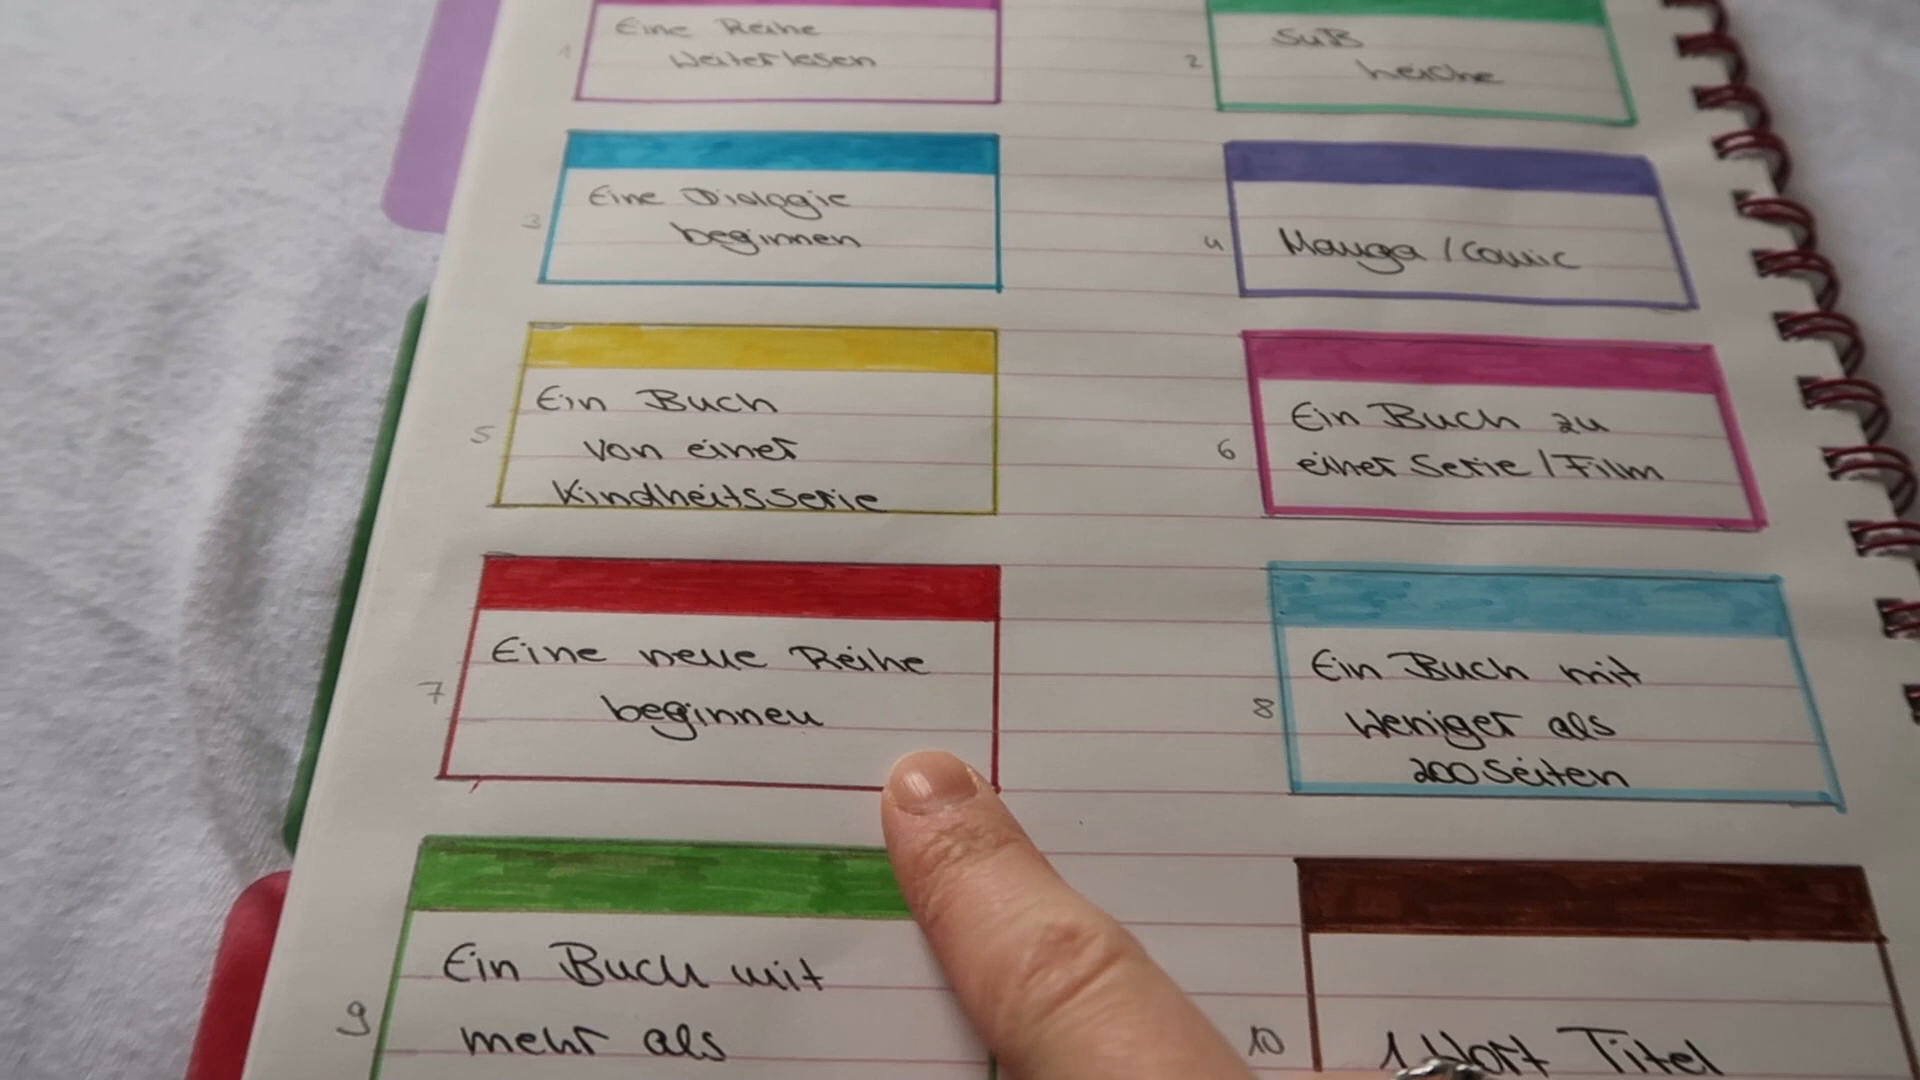 1
Eine Reihe
weiterlesen
2
SuB
Leiche
3
Eine Diologie
beginnen
4
Manga / Comic
5
Ein Buch
von einer
Kindheitsserie
6
Ein Buch zu
einer Serie / Film
7
Eine neue Reihe
beginnen
8
Ein Buch mit
weniger als
200 Seiten
9
Ein Buch mit
mehr als
10
1 Wort Titel